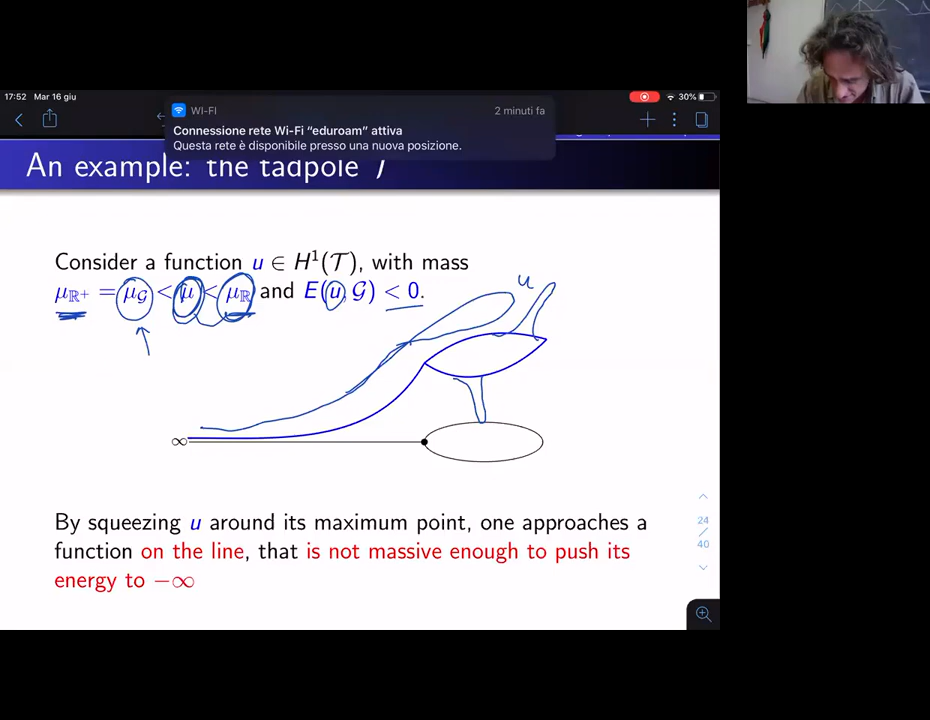 17:52 Mar 16 giu
30%
WI-FI
2 minuti fa
Connessione rete Wi-Fi “eduroam” attiva
Questa rete è disponibile presso una nuova posizione.
An example: the tadpole
Consider a function u ∈ H¹(𝒯), with mass
μ_ℝ⁺ = μ_𝒢 < μ < μ_ℝ and E(u, 𝒢) < 0.
u
∞
By squeezing u around its maximum point, one approaches a
function on the line, that is not massive enough to push its
energy to −∞
24
/
40